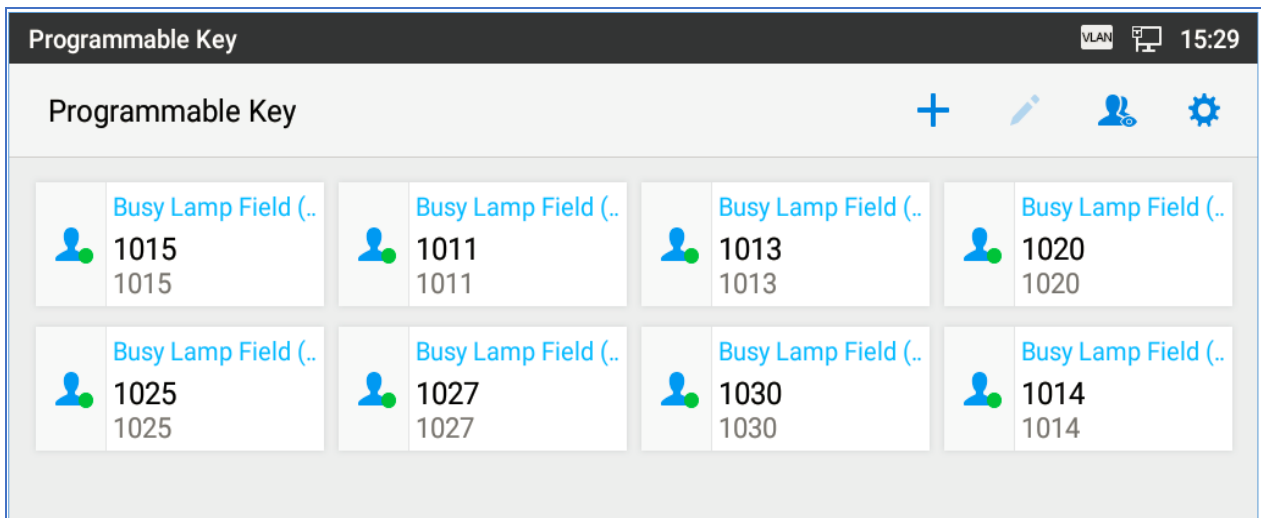 Programmable Key VLAN 15:29
Programmable Key
Busy Lamp Field (.. Busy Lamp Field (.. Busy Lamp Field (.. Busy Lamp Field (..
1015 1011 1013 1020
1015 1011 1013 1020
Busy Lamp Field (.. Busy Lamp Field (.. Busy Lamp Field (.. Busy Lamp Field (..
1025 1027 1030 1014
1025 1027 1030 1014